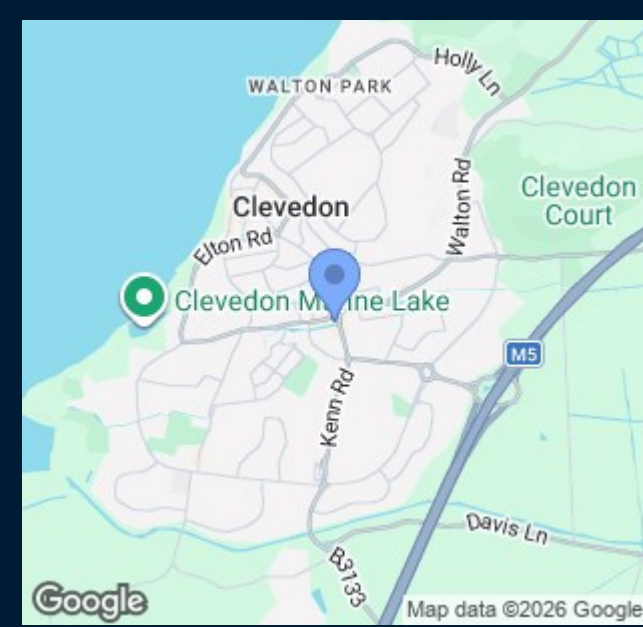 Holly Ln
WALTON PARK
Walton Rd
Clevedon
Court
Clevedon
Elton Rd
Clevedon Marine Lake
M5
Kenn Rd
Davis Ln
B3133
Google
Map data ©2026 Google